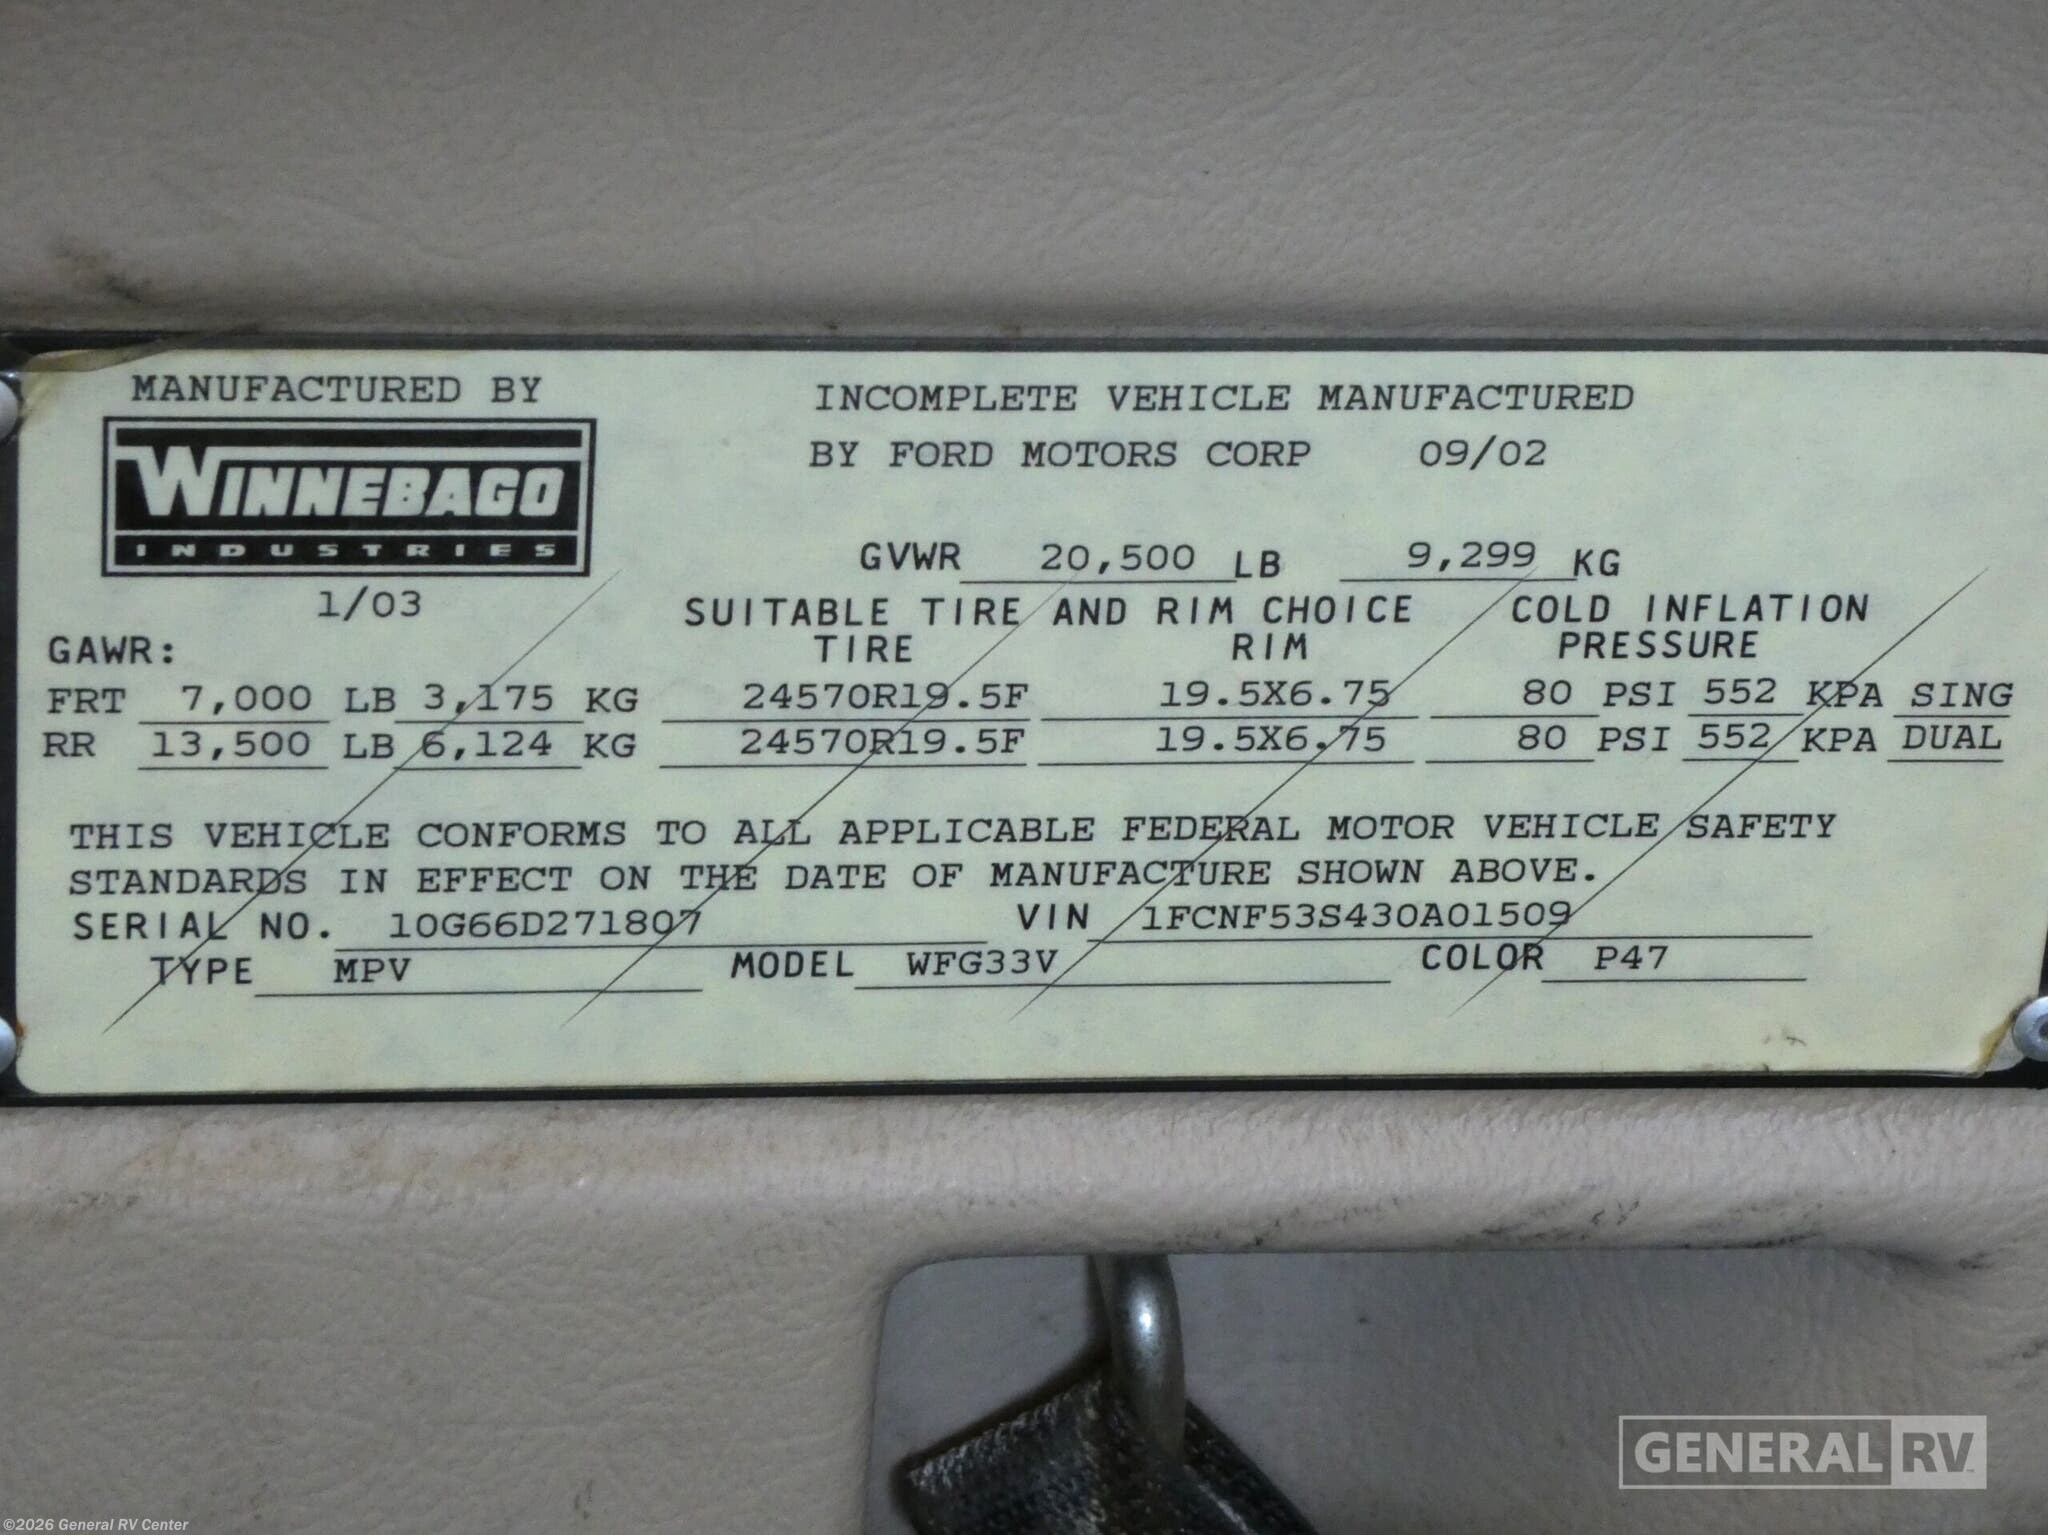 MANUFACTURED BY
WINNEBAGO
INDUSTRIES
1/03
INCOMPLETE VEHICLE MANUFACTURED
BY FORD MOTORS CORP 09/02
GVWR 20,500 LB 9,299 KG
SUITABLE TIRE AND RIM CHOICE COLD INFLATION
GAWR: TIRE RIM PRESSURE
FRT 7,000 LB 3,175 KG 24570R19.5F 19.5X6.75 80 PSI 552 KPA SING
RR 13,500 LB 6,124 KG 24570R19.5F 19.5X6.75 80 PSI 552 KPA DUAL
THIS VEHICLE CONFORMS TO ALL APPLICABLE FEDERAL MOTOR VEHICLE SAFETY
STANDARDS IN EFFECT ON THE DATE OF MANUFACTURE SHOWN ABOVE.
SERIAL NO. 10G66D271807 VIN 1FCNF53S430A01509
TYPE MPV MODEL WFG33V COLOR P47
GENERAL RV
©2026 General RV Center